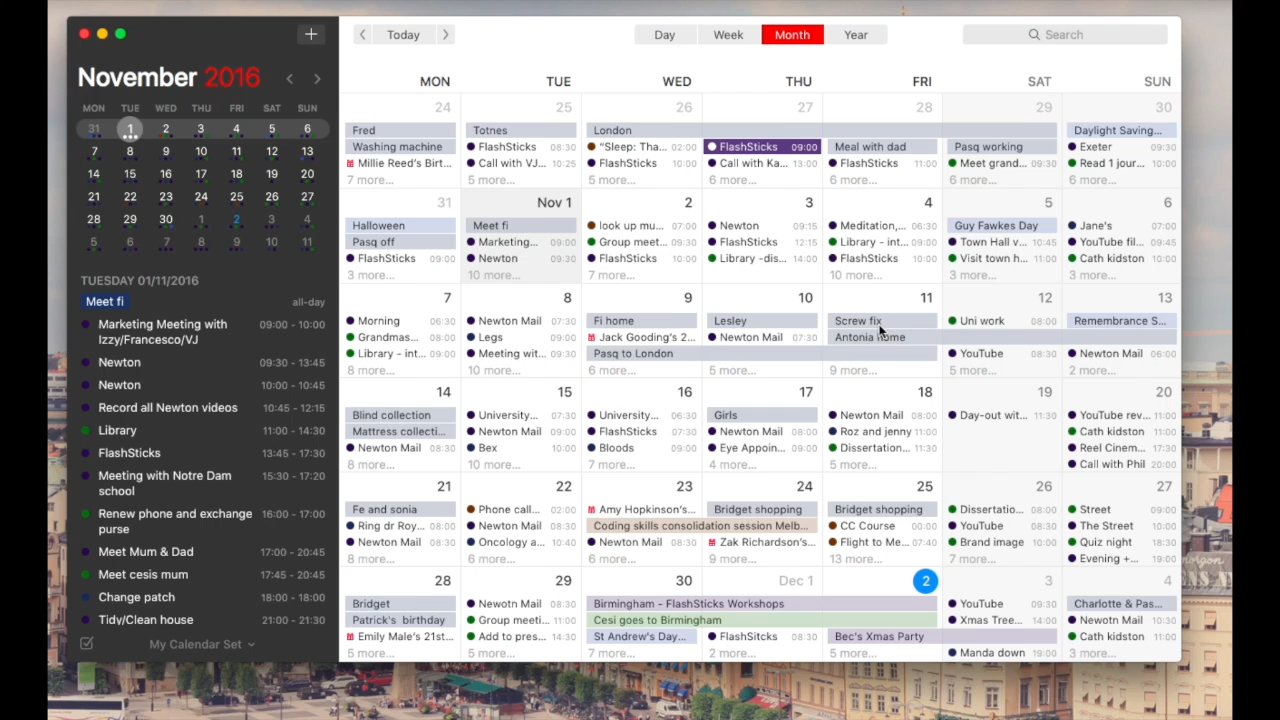 November 2016
MON TUE WED THU FRI SAT SUN
31 1 2 3 4 5 6
7 8 9 10 11 12 13
14 15 16 17 18 19 20
21 22 23 24 25 26 27
28 29 30 1 2 3 4
5 6 7 8 9 10 11
TUESDAY 01/11/2016
Meet fi all-day
Marketing Meeting with 09:00 - 10:00
Izzy/Francesco/VJ
Newton 09:30 - 13:45
Newton 10:00 - 10:45
Record all Newton videos 10:45 - 12:15
Library 11:00 - 14:30
FlashSticks 13:45 - 17:30
Meeting with Notre Dam 15:30 - 17:20
school
Renew phone and exchange 16:00 - 17:00
purse
Meet Mum & Dad 17:00 - 20:45
Meet cesis mum 17:45 - 20:45
Change patch 18:00 - 18:00
Tidy/Clean house 21:00 - 21:30
My Calendar Set
Today Day Week Month Year Search
MON TUE WED THU FRI SAT SUN
24 25 26 27 28 29 30
Fred Totnes London Daylight Saving...
Washing machine FlashSticks 08:30 "Sleep: Tha... 02:00 FlashSticks 09:00 Meal with dad Pasq working Exeter 09:30
Millie Reed's Birt... Call with VJ... 10:25 FlashSticks 10:00 Call with Ka... 13:00 FlashSticks 11:00 Meet grand... 09:30 Read 1 jour... 10:00
7 more... 5 more... 5 more... 6 more... 6 more... 6 more... 6 more...
31 Nov 1 2 3 4 5 6
Halloween Meet fi look up mu... 07:00 Newton 09:15 Meditation,... 06:30 Guy Fawkes Day Jane's 07:00
Pasq off Marketing... 09:00 Group meet... 09:30 FlashSticks 12:15 Library - int... 09:00 Town Hall v... 10:45 YouTube fil... 09:45
FlashSticks 09:00 Newton 09:30 FlashSticks 10:00 Library -dis... 14:00 FlashSticks 10:00 Visit town h... 11:00 Cath kidston 10:00
3 more... 10 more... 7 more... 10 more... 3 more... 3 more...
7 8 9 10 11 12 13
Morning 06:30 Newton Mail 07:30 Fi home Lesley Screw fix Uni work 08:00 Remembrance S...
Grandmas... 08:00 Legs 09:00 Jack Gooding's 2... Newton Mail 07:30 Antonia home
Library - int... 09:00 Meeting wit... 09:30 Pasq to London YouTube 08:30 Newton Mail 06:00
8 more... 10 more... 6 more... 5 more... 9 more... 5 more... 2 more...
14 15 16 17 18 19 20
Blind collection University... 07:30 University... 06:30 Girls Newton Mail 08:00 Day-out wit... 11:30 YouTube rev... 11:00
Mattress collecti... Newton Mail 09:00 FlashSticks 07:30 Newton Mail 08:00 Roz and jenny 11:00 Cath kidston 11:00
Newton Mail 08:30 Bex 10:00 Bloods 09:00 Eye Appoin... 09:00 Dissertation... 11:30 Reel Cinem... 17:30
8 more... 10 more... 7 more... 4 more... 5 more... Call with Phil 20:00
21 22 23 24 25 26 27
Fe and sonia Phone call... 02:00 Amy Hopkinson's... Bridget shopping Bridget shopping Dissertatio... 08:00 Street 09:00
Ring dr Roy... 08:00 Newton Mail 08:30 Coding skills consolidation session Melb... CC Course 00:00 YouTube 08:30 The Street 10:00
Newton Mail 08:30 Oncology a... 10:40 Newton Mail 08:30 Zak Richardson's... Flight to Me... 07:40 Brand image 10:00 Quiz night 18:30
8 more... 6 more... 6 more... 9 more... 13 more... 7 more... Evening +... 19:00
28 29 30 Dec 1 2 3 4
Bridget Newotn Mail 08:30 Birmingham - FlashSticks Workshops YouTube 09:30 Charlotte & Pas...
Patrick's birthday Group meeti... 11:00 Cesi goes to Birmingham Xmas Tree... 14:00 Newotn Mail 08:30
Emily Male's 21st... Add to pres... 14:30 St Andrew's Day... FlashSitcks 08:30 Bec's Xmas Party Cath kidston 11:00
5 more... 5 more... 7 more... 2 more... 5 more... Manda down 19:00 3 more...